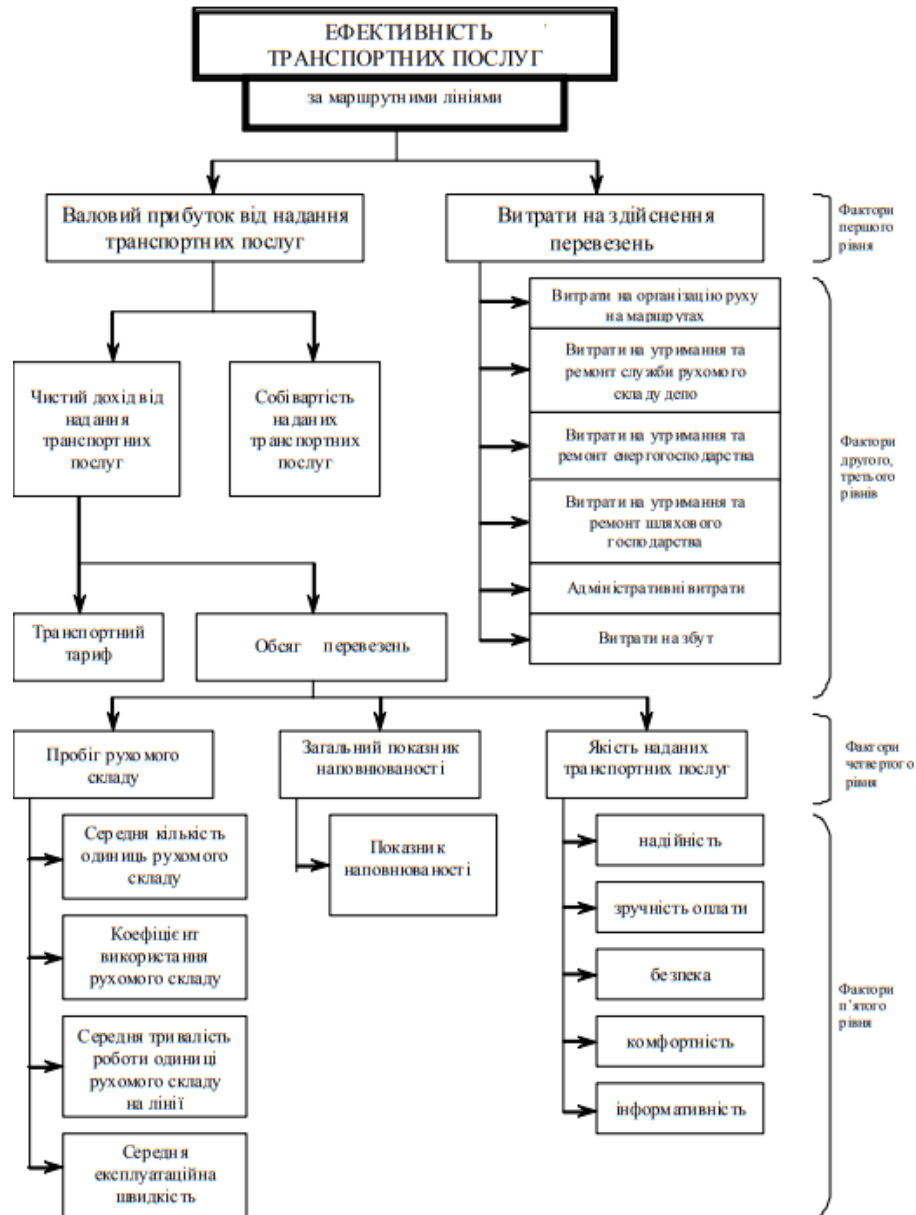 ЕФЕКТИВНІСТЬ
ТРАНСПОРТНИХ ПОСЛУГ
за маршрутними лініями
Валовий прибуток від надання
транспортних послуг
Витрати на здійснення
перевезень
Фактори
першого
рівня
Витрати на організацію руху
на маршрутах
Витрати на утримання та
ремонт служби рухомого
складу депо
Витрати на утримання та
ремонт енергогосподарства
Витрати на утримання та
ремонт шляхового
господарства
Адміністративні витрати
Витрати на збут
Фактори
другого,
третього
рівнів
Чистий дохід від
надання
транспортних
послуг
Собівартість
наданих
транспортних
послуг
Транспортний
тариф
Обсяг перевезень
Пробіг рухомого
складу
Загальний показник
наповнюваності
Якість наданих
транспортних послуг
Фактори
четвертого
рівня
Середня кількість
одиниць рухомого
складу
Коефіцієнт
використання
рухомого складу
Середня тривалість
роботи одиниці
рухомого складу
на лінії
Середня
експлуатаційна
швидкість
Показник
наповнюваності
надійність
зручність оплати
безпека
комфортність
інформативність
Фактори
п’ятого
рівня